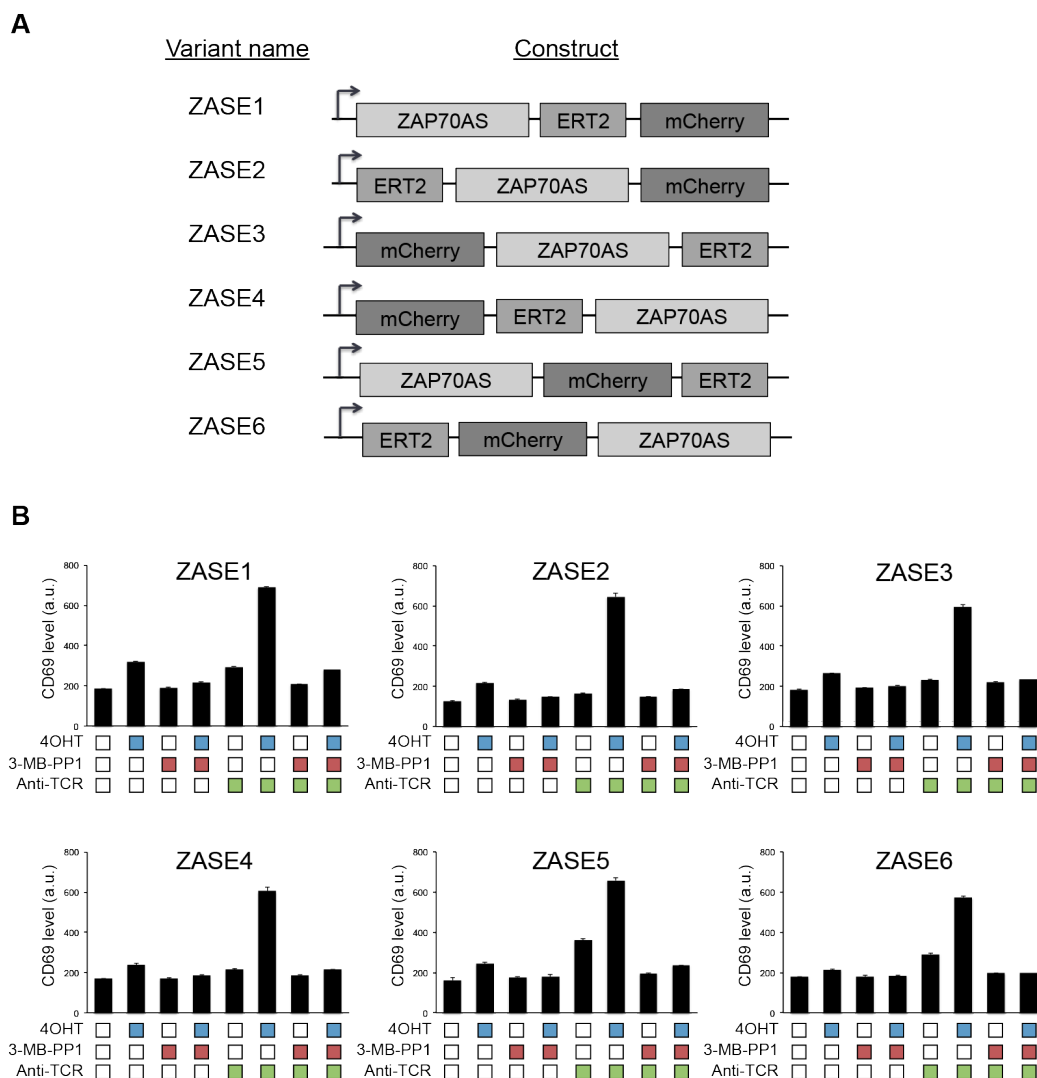 A
Variant name Construct
ZASE1 ZAP70AS ERT2 mCherry
ZASE2 ERT2 ZAP70AS mCherry
ZASE3 mCherry ZAP70AS ERT2
ZASE4 mCherry ERT2 ZAP70AS
ZASE5 ZAP70AS mCherry ERT2
ZASE6 ERT2 mCherry ZAP70AS
B
ZASE1
CD69 level (a.u.)
800
600
400
200
0
4OHT
3-MB-PP1
Anti-TCR
ZASE2
CD69 level (a.u.)
800
600
400
200
0
4OHT
3-MB-PP1
Anti-TCR
ZASE3
CD69 level (a.u.)
800
600
400
200
0
4OHT
3-MB-PP1
Anti-TCR
ZASE4
CD69 level (a.u.)
800
600
400
200
0
4OHT
3-MB-PP1
Anti-TCR
ZASE5
CD69 level (a.u.)
800
600
400
200
0
4OHT
3-MB-PP1
Anti-TCR
ZASE6
CD69 level (a.u.)
800
600
400
200
0
4OHT
3-MB-PP1
Anti-TCR